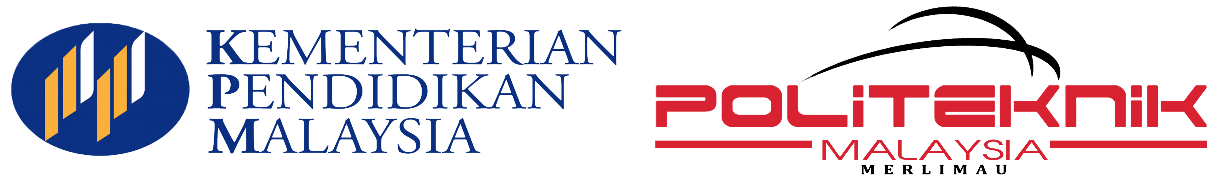 KEMENTERIAN
PENDIDIKAN
MALAYSIA
POLiTEKNiK
MALAYSIA
MERLIMAU